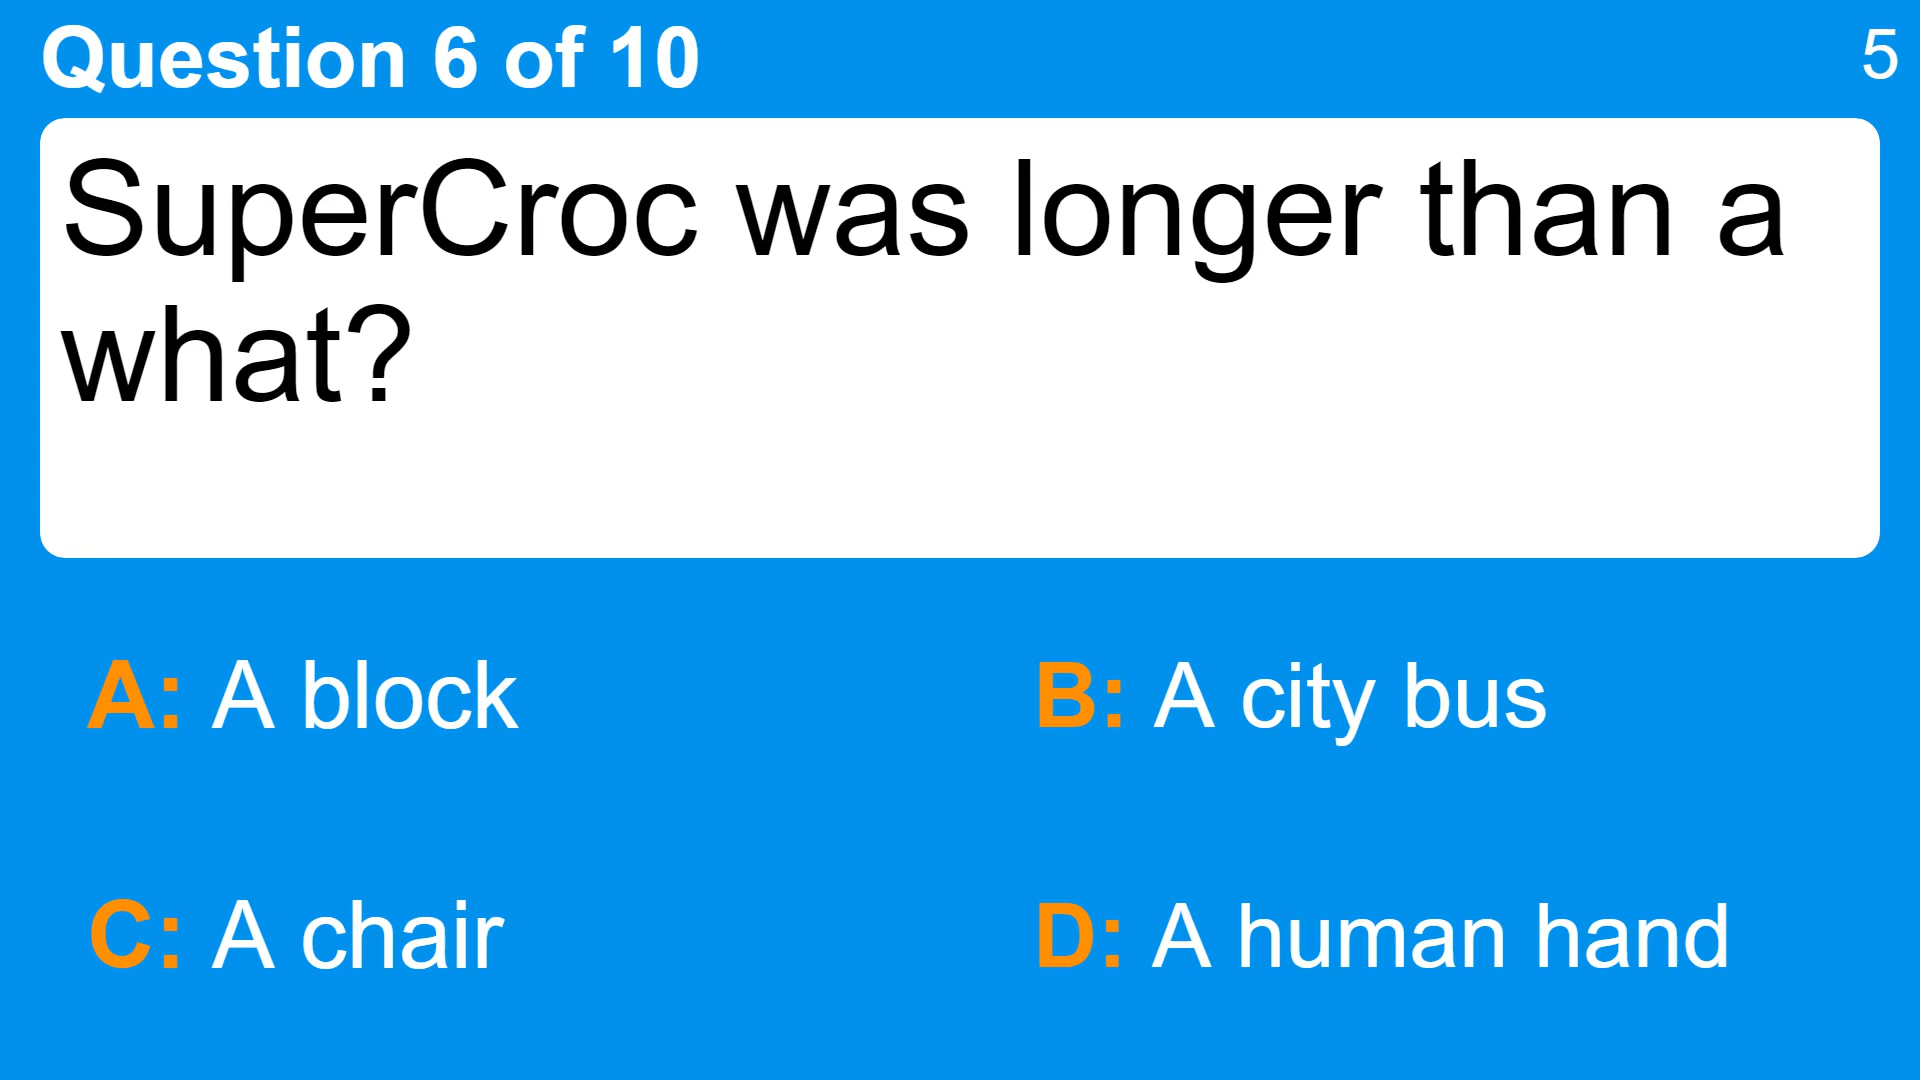 Question 6 of 10
5
SuperCroc was longer than a
what?
A: A block
B: A city bus
C: A chair
D: A human hand